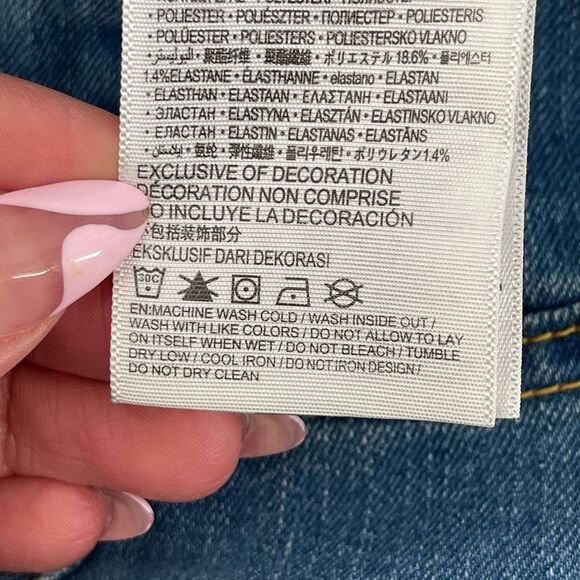 • POLIESTER • POLIÉSZTER • ПОЛИЕСТЕР • POLIESTERIS
• POLÜESTER • POLIESTERS • POLIESTERSKO VLAKNO
• البوليستر • 聚酯纤维 • 聚酯纖維 • ポリエステル 18.6% • 폴리에스터
1.4%ELASTANE • ÉLASTHANNE • elastano • ELASTAN
• ELASTHAN • ELASTAAN • ΕΛΑΣΤΑΝΗ • ELASTAANI
• ЭЛАСТАН • ELASTYNA • ELASZTÁN • ELASTINSKO VLAKNO
• ЕЛАСТАН • ELASTIN • ELASTANAS • ELASTĀNS
• 氨纶 • 彈性纖維 • 폴리우레탄 • ポリウレタン 1.4%
EXCLUSIVE OF DECORATION
DÉCORATION NON COMPRISE
NO INCLUYE LA DECORACIÓN
不包括装饰部分
EKSKLUSIF DARI DEKORASI
30C
EN:MACHINE WASH COLD / WASH INSIDE OUT /
WASH WITH LIKE COLORS / DO NOT ALLOW TO LAY
ON ITSELF WHEN WET / DO NOT BLEACH / TUMBLE
DRY LOW / COOL IRON / DO NOT IRON DESIGN /
DO NOT DRY CLEAN